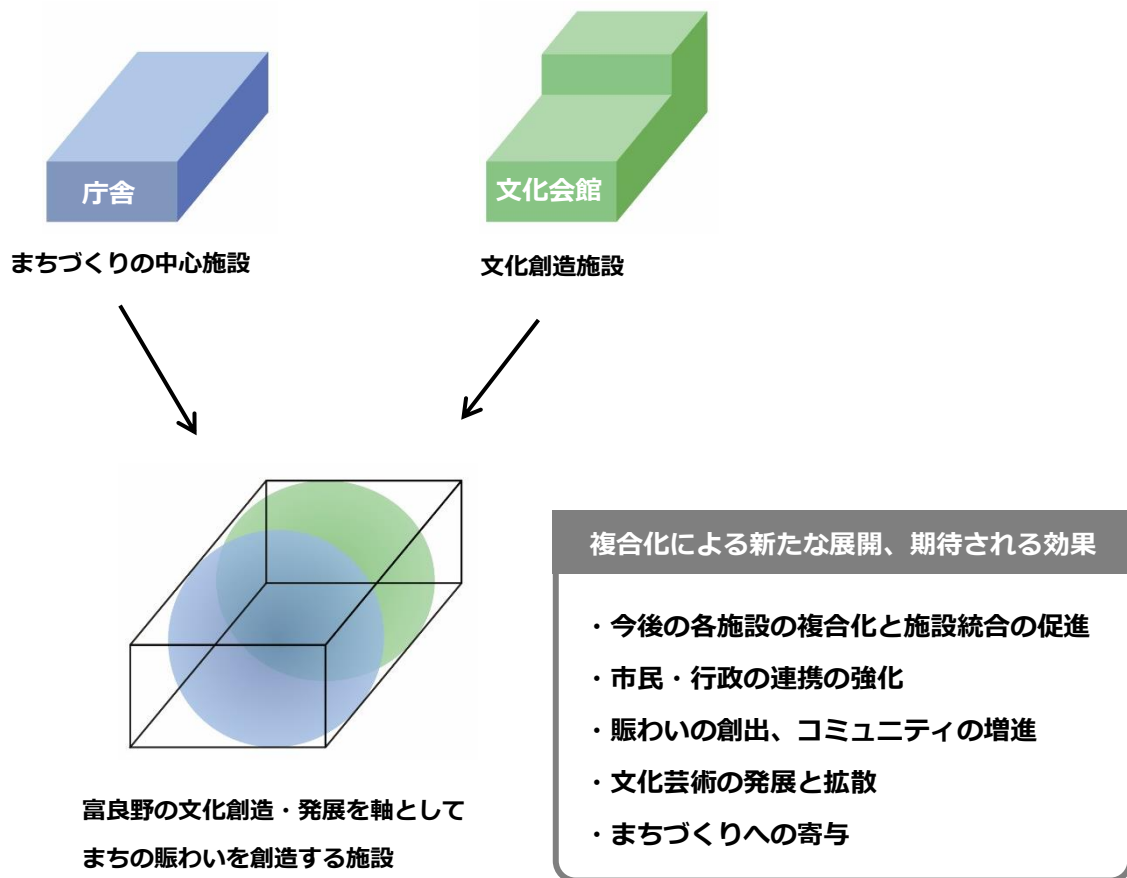 庁舎
文化会館
まちづくりの中心施設
文化創造施設
富良野の文化創造・発展を軸として
まちの賑わいを創造する施設
複合化による新たな展開、期待される効果
・今後の各施設の複合化と施設統合の促進
・市民・行政の連携の強化
・賑わいの創出、コミュニティの増進
・文化芸術の発展と拡散
・まちづくりへの寄与